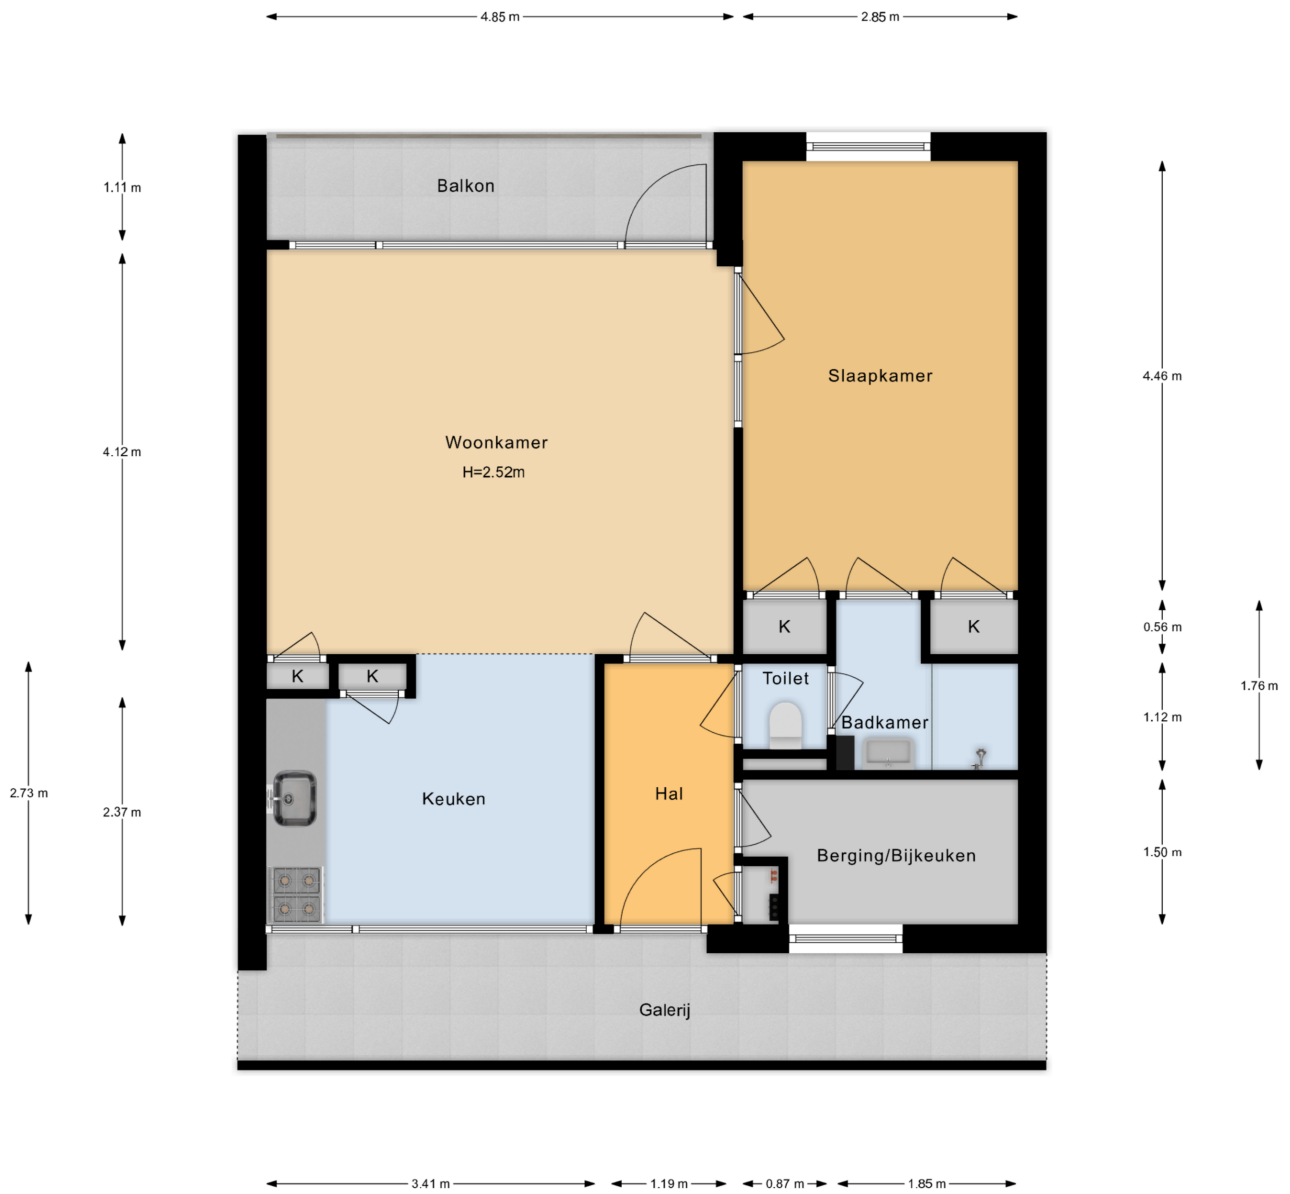 4.85 m
2.85 m
1.11 m
Balkon
4.12 m
Woonkamer
H=2.52m
Slaapkamer
4.46 m
K
K
0.56 m
K
K
Toilet
1.76 m
1.12 m
Badkamer
2.73 m
2.37 m
Keuken
Hal
Berging/Bijkeuken
1.50 m
Galerij
3.41 m
1.19 m
0.87 m
1.85 m